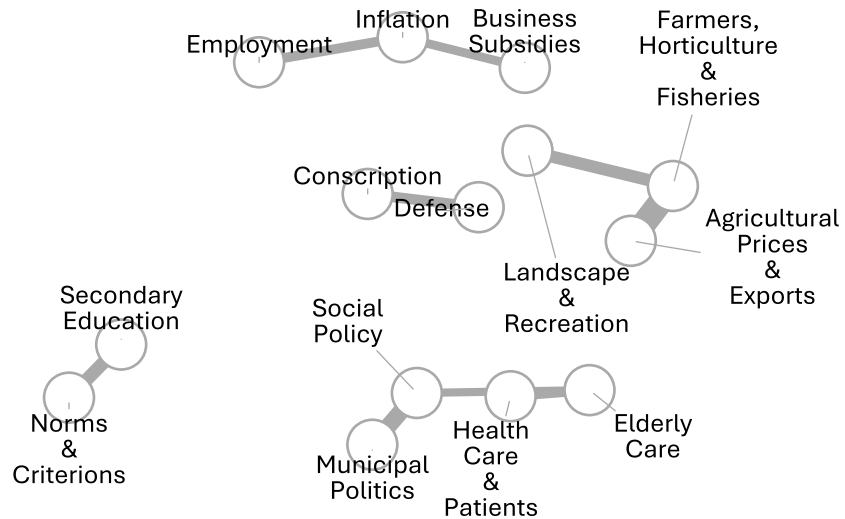 Inflation
Employment
Business
Subsidies
Farmers,
Horticulture
&
Fisheries
Conscription
Defense
Agricultural
Prices
&
Exports
Landscape
&
Recreation
Secondary
Education
Social
Policy
Norms
&
Criterions
Municipal
Politics
Health
Care
&
Patients
Elderly
Care